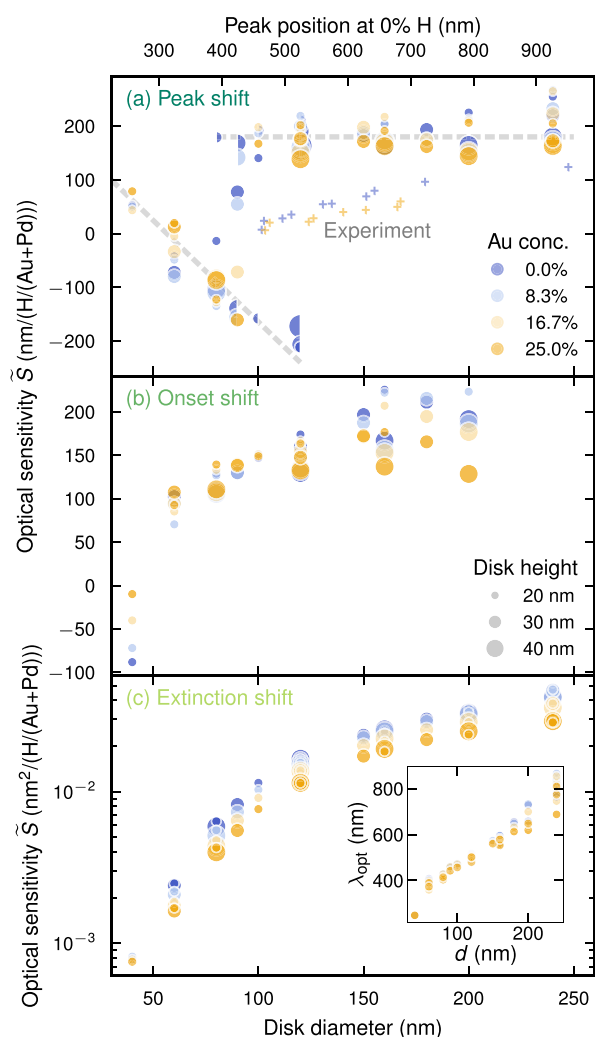 Peak position at 0% H (nm)
300 400 500 600 700 800 900
(a) Peak shift
200
100
0
−100
−200
Experiment
Au conc.
0.0%
8.3%
16.7%
25.0%
Optical sensitivity S̃ (nm/(H/(Au+Pd)))
(b) Onset shift
200
150
100
50
0
−50
−100
Disk height
20 nm
30 nm
40 nm
(c) Extinction shift
Optical sensitivity S̃ (nm²/(H/(Au+Pd)))
10⁻²
10⁻³
800
600
400
λopt (nm)
100 200
d (nm)
50 100 150 200 250
Disk diameter (nm)